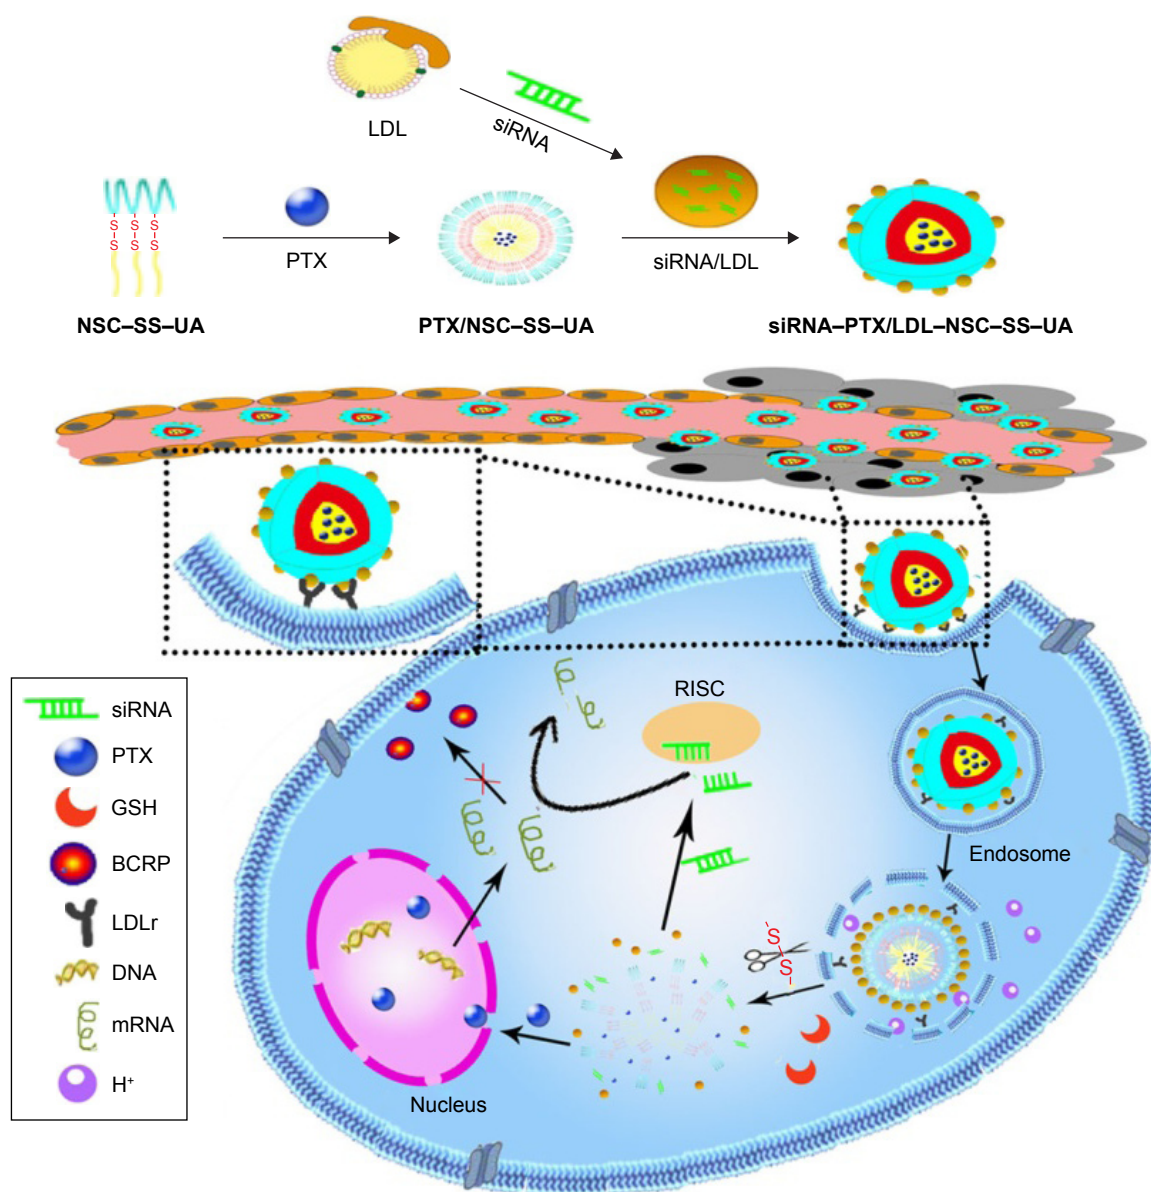 LDL
siRNA
S–S S–S S–S
PTX
siRNA/LDL
NSC–SS–UA
PTX/NSC–SS–UA
siRNA–PTX/LDL–NSC–SS–UA
RISC
siRNA
PTX
GSH
BCRP
LDLr
DNA
mRNA
H⁺
Endosome
S
S
Nucleus